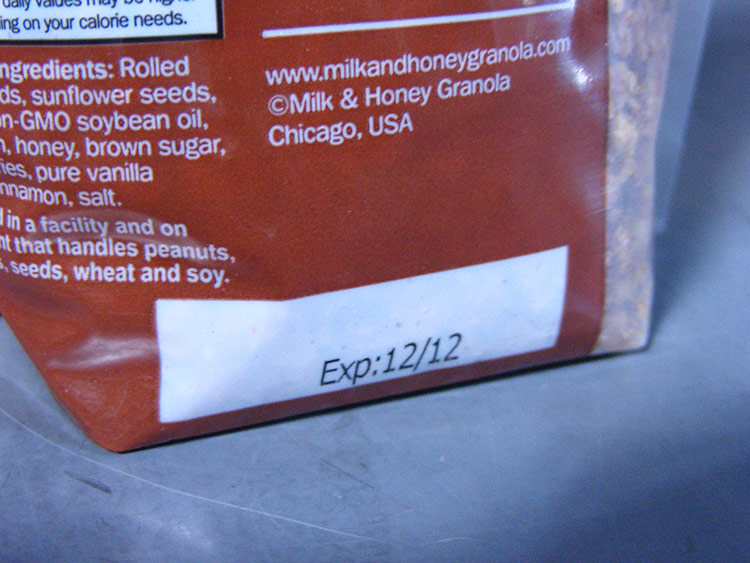 daily values may be
ing on your calorie needs.
ngredients: Rolled
ds, sunflower seeds,
n-GMO soybean oil,
, honey, brown sugar,
ies, pure vanilla
nnamon, salt.
in a facility and on
nt that handles peanuts,
, seeds, wheat and soy.
www.milkandhoneygranola.com
©Milk & Honey Granola
Chicago, USA
Exp:12/12